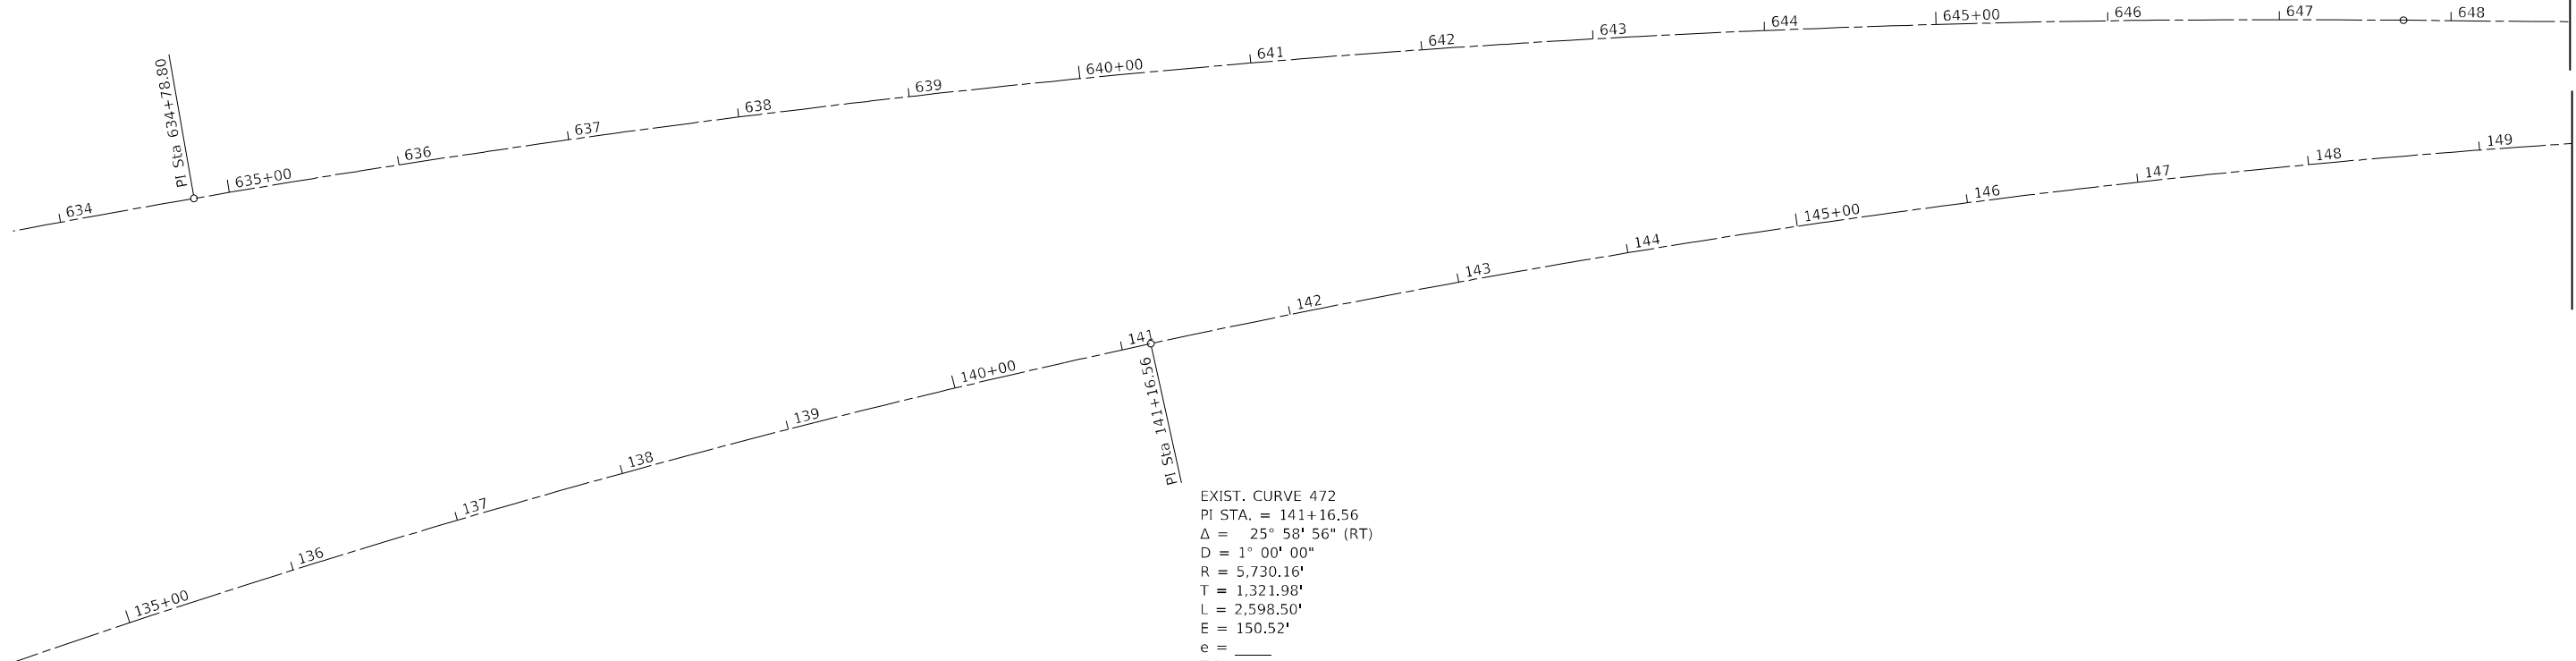 634
PI Sta 634+78.80
635+00
636
637
638
639
640+00
641
642
643
644
645+00
646
647
648
135+00
136
137
138
139
140+00
141
PI Sta 141+16.56
142
143
144
145+00
146
147
148
149
EXIST. CURVE 472
PI STA. = 141+16.56
Δ = 25° 58' 56" (RT)
D = 1° 00' 00"
R = 5,730.16'
T = 1,321.98'
L = 2,598.50'
E = 150.52'
e = ____